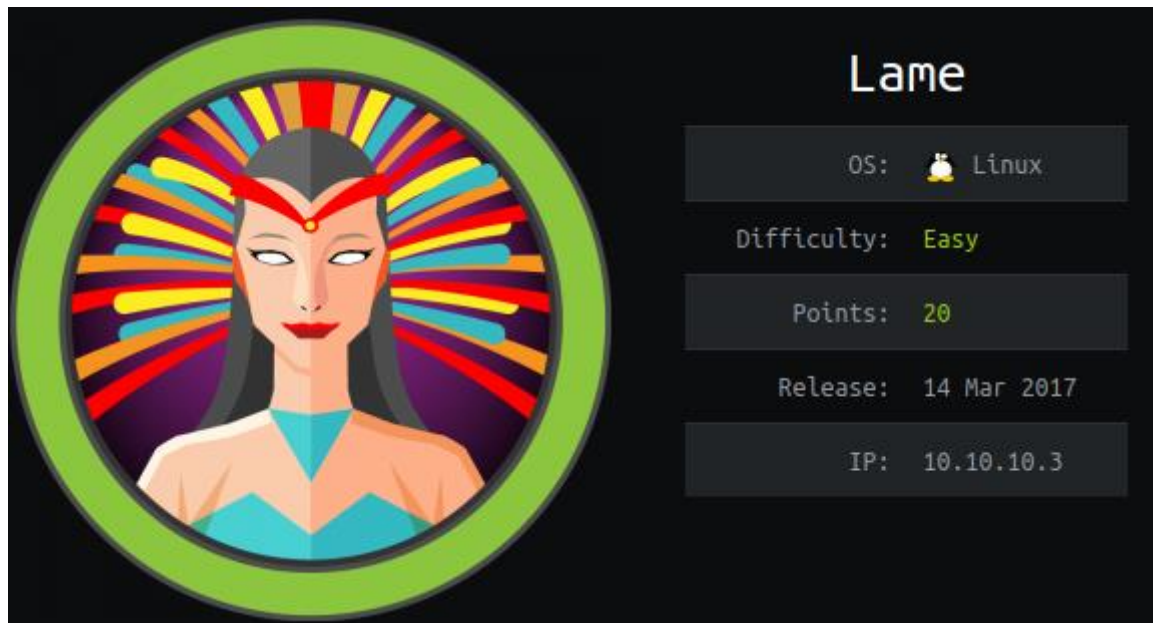 Lame
OS: Linux
Difficulty: Easy
Points: 20
Release: 14 Mar 2017
IP: 10.10.10.3